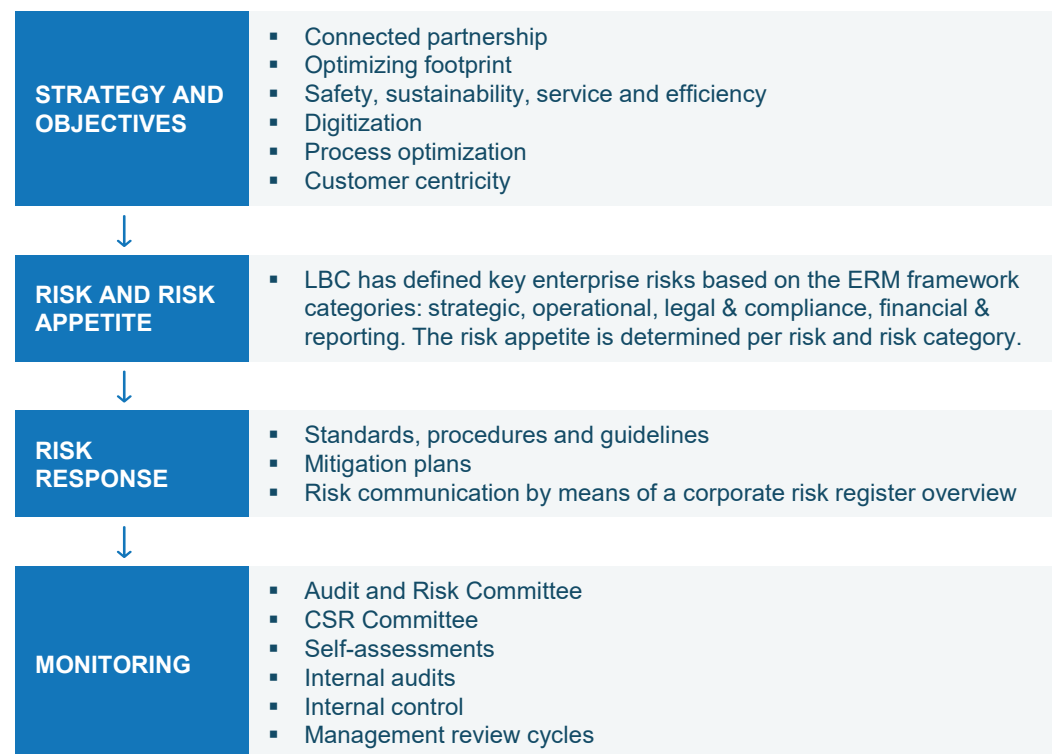 STRATEGY AND
OBJECTIVES
▪ Connected partnership
▪ Optimizing footprint
▪ Safety, sustainability, service and efficiency
▪ Digitization
▪ Process optimization
▪ Customer centricity
↓
RISK AND RISK
APPETITE
▪ LBC has defined key enterprise risks based on the ERM framework
categories: strategic, operational, legal & compliance, financial &
reporting. The risk appetite is determined per risk and risk category.
↓
RISK
RESPONSE
▪ Standards, procedures and guidelines
▪ Mitigation plans
▪ Risk communication by means of a corporate risk register overview
↓
MONITORING
▪ Audit and Risk Committee
▪ CSR Committee
▪ Self-assessments
▪ Internal audits
▪ Internal control
▪ Management review cycles